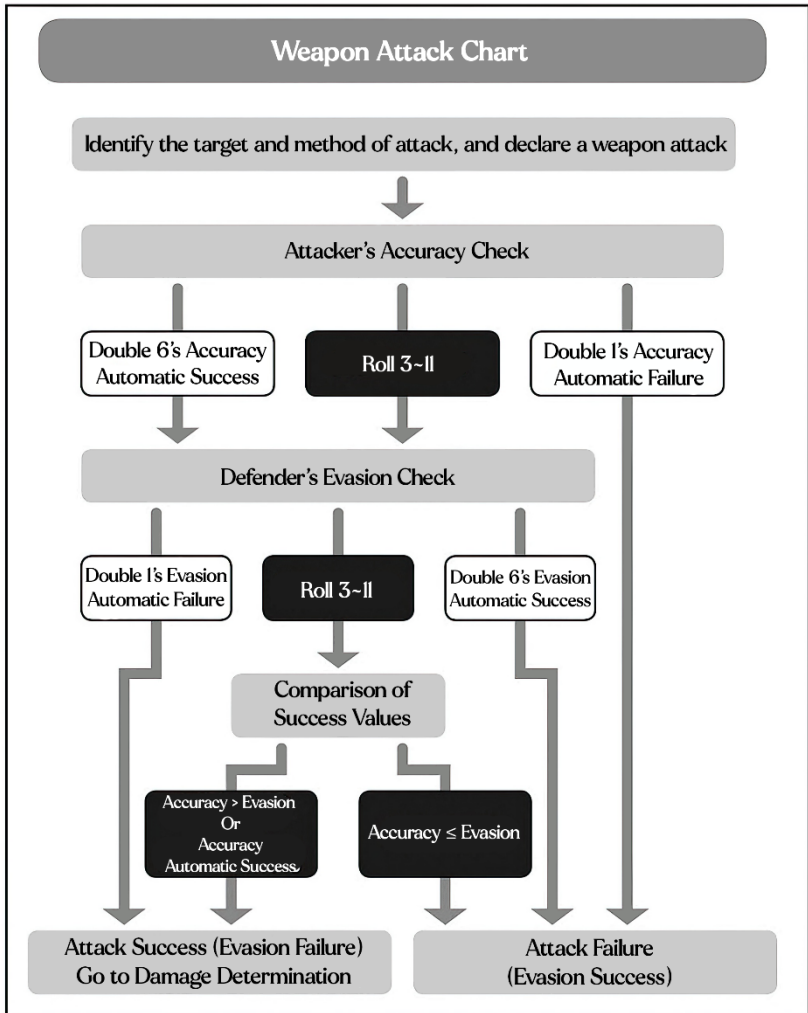 Weapon Attack Chart
Identify the target and method of attack, and declare a weapon attack
Attacker's Accuracy Check
Double 6's Accuracy
Automatic Success
Roll 3~11
Double 1's Accuracy
Automatic Failure
Defender's Evasion Check
Double 1's Evasion
Automatic Failure
Roll 3~11
Double 6's Evasion
Automatic Success
Comparison of
Success Values
Accuracy > Evasion
Or
Accuracy
Automatic Success.
Accuracy ≤ Evasion
Attack Success (Evasion Failure)
Go to Damage Determination
Attack Failure
(Evasion Success)